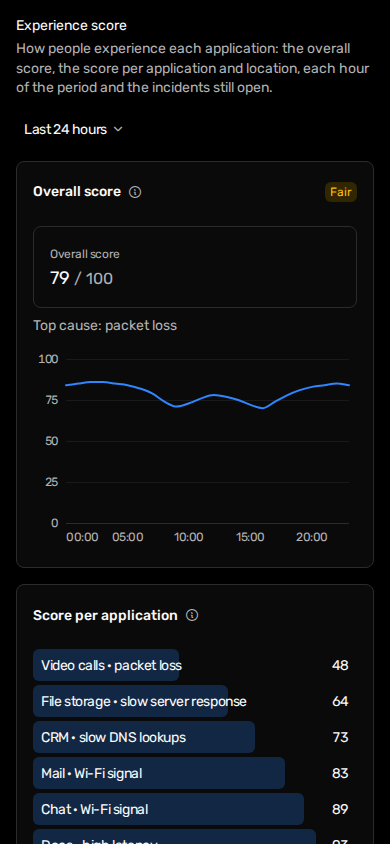 Experience score
How people experience each application: the overall
score, the score per application and location, each hour
of the period and the incidents still open.
Last 24 hours
Overall score
Fair
Overall score
79 / 100
Top cause: packet loss
100
75
50
25
0
00:00 05:00 10:00 15:00 20:00
Score per application
Video calls • packet loss 48
File storage • slow server response 64
CRM • slow DNS lookups 73
Mail • Wi-Fi signal 83
Chat • Wi-Fi signal 89
high latency 93